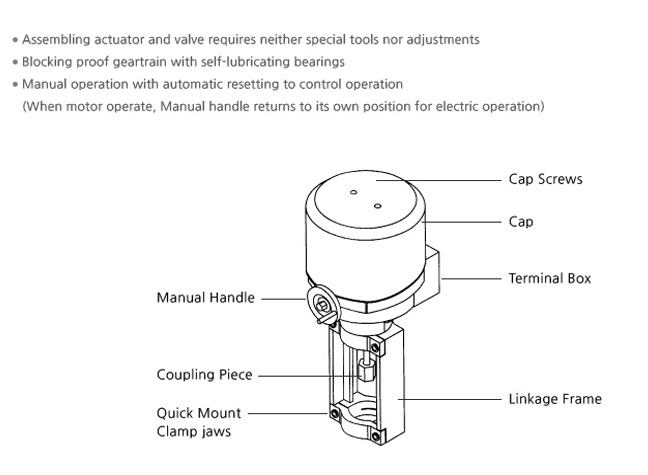 • Assembling actuator and valve requires neither special tools nor adjustments
• Blocking proof geartrain with self-lubricating bearings
• Manual operation with automatic resetting to control operation
(When motor operate, Manual handle returns to its own position for electric operation)
Cap Screws
Cap
Terminal Box
Manual Handle
Coupling Piece
Linkage Frame
Quick Mount
Clamp jaws